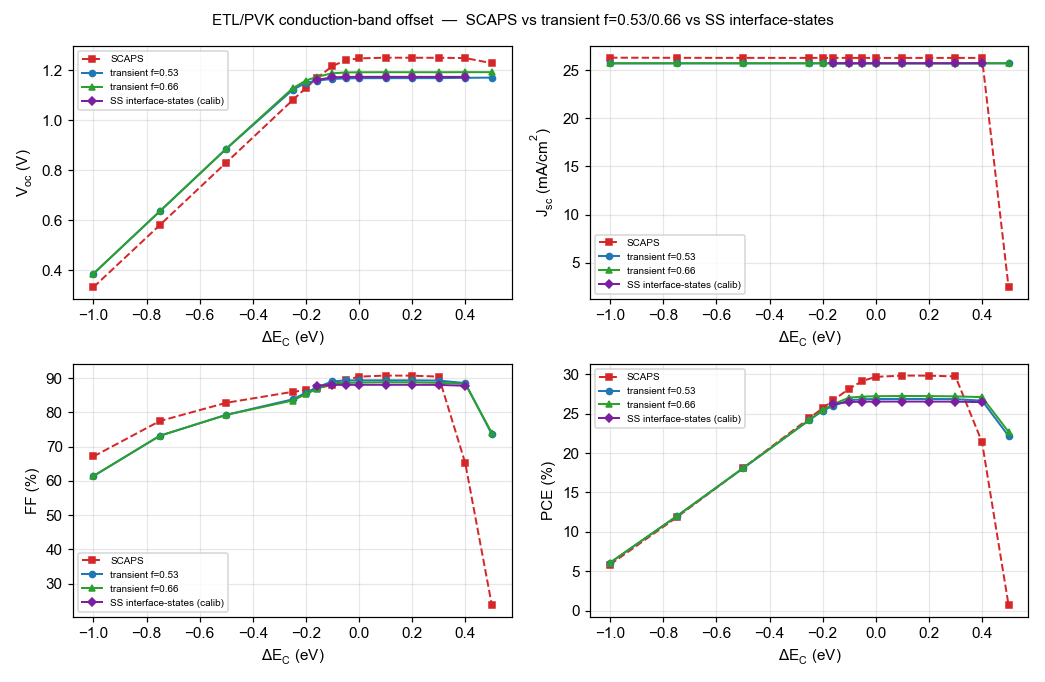 ETL/PVK conduction-band offset — SCAPS vs transient f=0.53/0.66 vs SS interface-states
SCAPS
transient f=0.53
transient f=0.66
SS interface-states (calib)
1.2
1.0
0.8
0.6
0.4
Voc (V)
−1.0 −0.8 −0.6 −0.4 −0.2 0.0 0.2 0.4
ΔEC (eV)
25
20
15
10
5
Jsc (mA/cm2)
SCAPS
transient f=0.53
transient f=0.66
SS interface-states (calib)
−1.0 −0.8 −0.6 −0.4 −0.2 0.0 0.2 0.4
ΔEC (eV)
90
80
70
60
50
40
30
FF (%)
SCAPS
transient f=0.53
transient f=0.66
SS interface-states (calib)
−1.0 −0.8 −0.6 −0.4 −0.2 0.0 0.2 0.4
ΔEC (eV)
SCAPS
transient f=0.53
transient f=0.66
SS interface-states (calib)
30
25
20
15
10
5
0
PCE (%)
−1.0 −0.8 −0.6 −0.4 −0.2 0.0 0.2 0.4
ΔEC (eV)